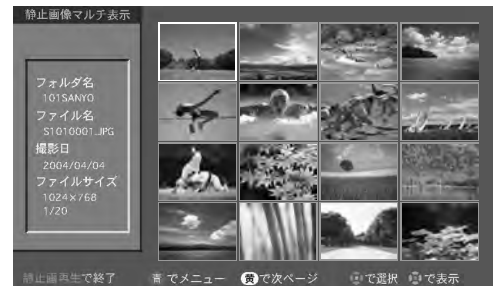 静止画像マルチ表示
フォルダ名
101SANYO
ファイル名
S1010001.JPG
撮影日
2004/04/04
ファイルサイズ
1024×768
1/20
静止画再生で終了
青 でメニュー 黄で次ページ で選択 で表示